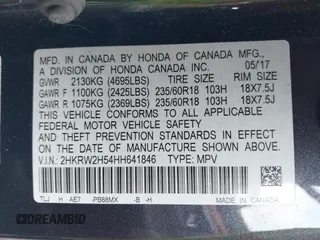 MFD. IN CANADA BY HONDA OF CANADA MFG.,
A DIVISION OF HONDA CANADA INC. 05/17
GVWR 2130KG (4695LBS) TIRE SIZE RIM SIZE
GAWR F 1100KG (2425LBS) 235/60R18 103H 18X7.5J
GAWR R 1075KG (2369LBS) 235/60R18 103H 18X7.5J
THIS VEHICLE CONFORMS TO ALL APPLICABLE
FEDERAL MOTOR VEHICLE SAFETY
AND THEFT PREVENTION STANDARDS IN EFFECT ON
THE DATE OF MANUFACTURE SHOWN ABOVE.
V.I.N.: 2HKRW2H54HH641846 TYPE: MPV
TLJ H AE7 -PB88MX -B -H
CANADA
DREAMBID